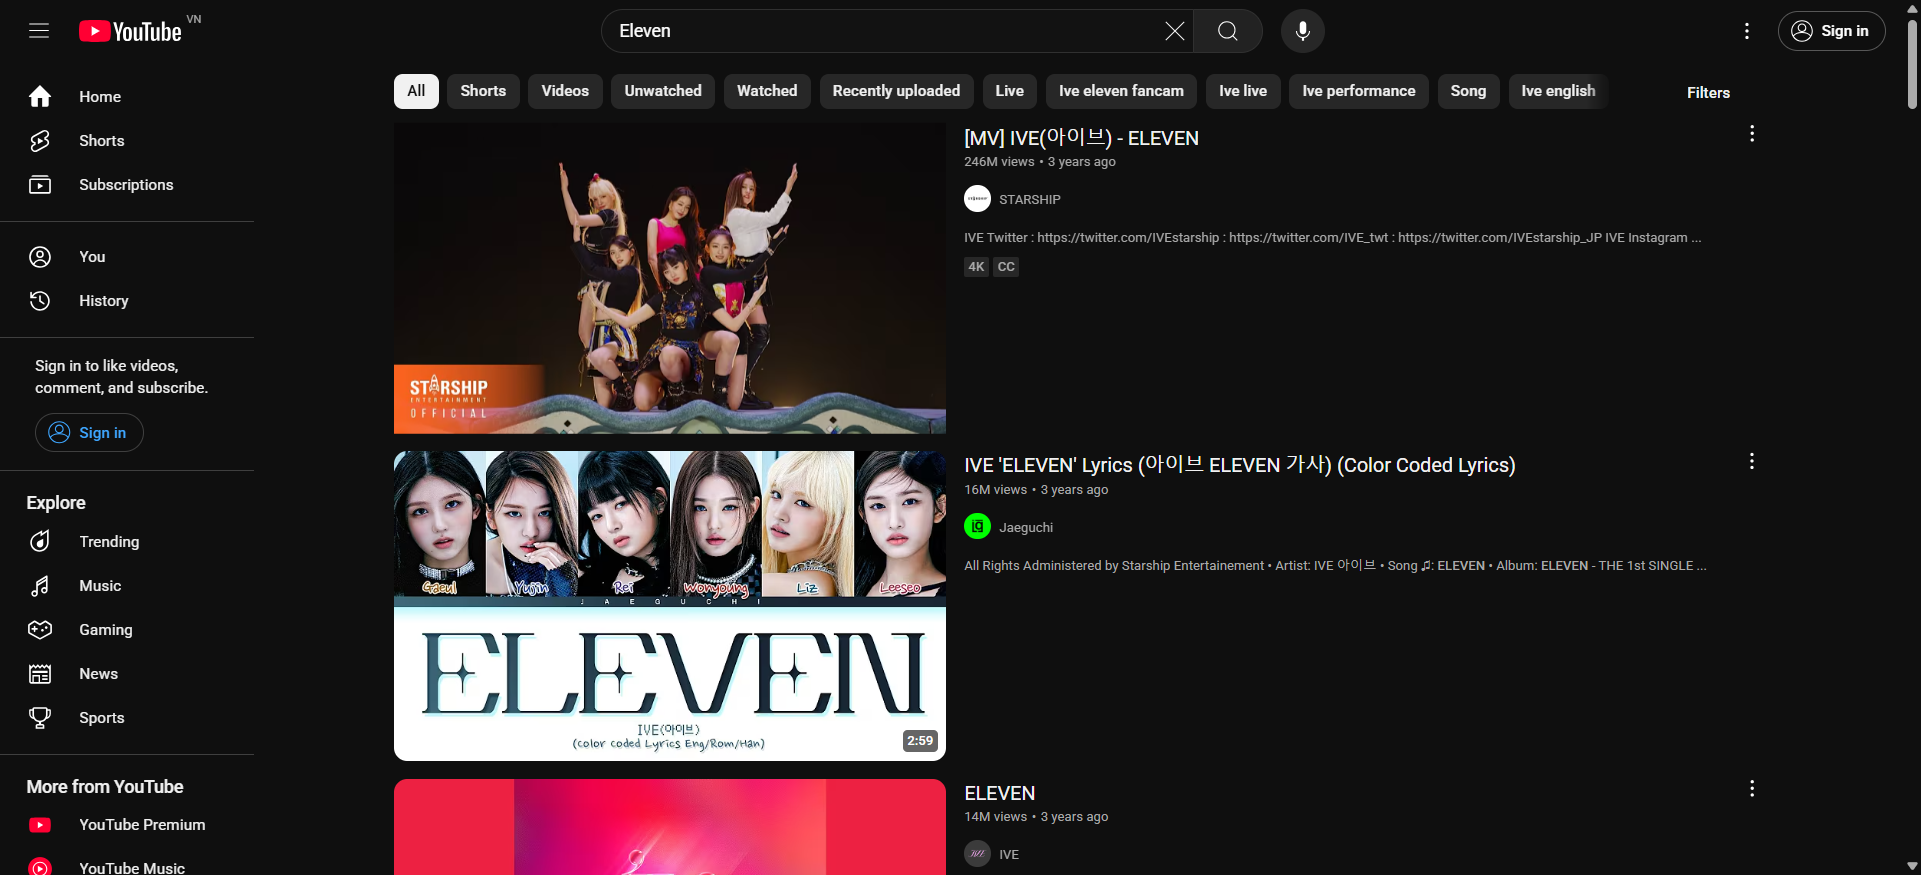 YouTube VN
Eleven
Sign in
Home
Shorts
Subscriptions
You
History
Sign in to like videos,
comment, and subscribe.
Sign in
Explore
Trending
Music
Gaming
News
Sports
More from YouTube
YouTube Premium
YouTube Music
All Shorts Videos Unwatched Watched Recently uploaded Live Ive eleven fancam Ive live Ive performance Song Ive english
Filters
STARSHIP
ENTERTAINMENT
OFFICIAL
[MV] IVE(아이브) - ELEVEN
246M views • 3 years ago
STARSHIP
IVE Twitter : https://twitter.com/IVEstarship : https://twitter.com/IVE_twt : https://twitter.com/IVEstarship_JP IVE Instagram ...
4K CC
Gaeul Yujin Rei Wonyoung Liz Leeseo
JAEGUCHI
ELEVEN
IVE(아이브)
(Color Coded Lyrics Eng/Rom/Han)
2:59
IVE 'ELEVEN' Lyrics (아이브 ELEVEN 가사) (Color Coded Lyrics)
16M views • 3 years ago
Jaeguchi
All Rights Administered by Starship Entertainement • Artist: IVE 아이브 • Song ♫: ELEVEN • Album: ELEVEN - THE 1st SINGLE ...
ELEVEN
14M views • 3 years ago
IVE